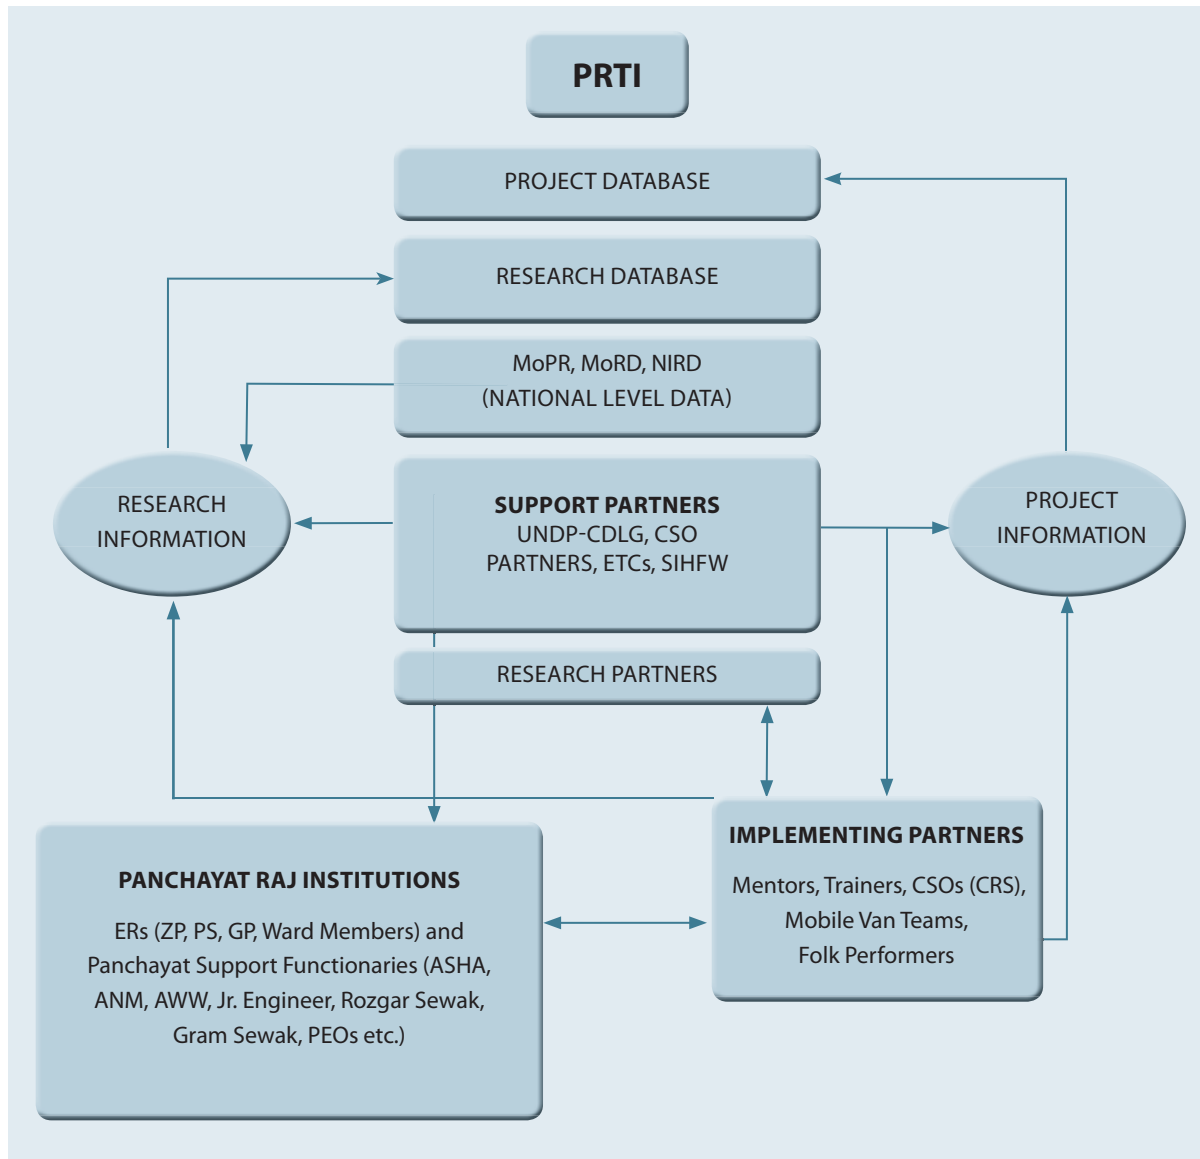 PRTI
PROJECT DATABASE
RESEARCH DATABASE
MoPR, MoRD, NIRD
(NATIONAL LEVEL DATA)
RESEARCH
INFORMATION
SUPPORT PARTNERS
UNDP-CDLG, CSO
PARTNERS, ETCs, SIHFW
PROJECT
INFORMATION
RESEARCH PARTNERS
PANCHAYAT RAJ INSTITUTIONS
ERs (ZP, PS, GP, Ward Members) and
Panchayat Support Functionaries (ASHA,
ANM, AWW, Jr. Engineer, Rozgar Sewak,
Gram Sewak, PEOs etc.)
IMPLEMENTING PARTNERS
Mentors, Trainers, CSOs (CRS),
Mobile Van Teams,
Folk Performers